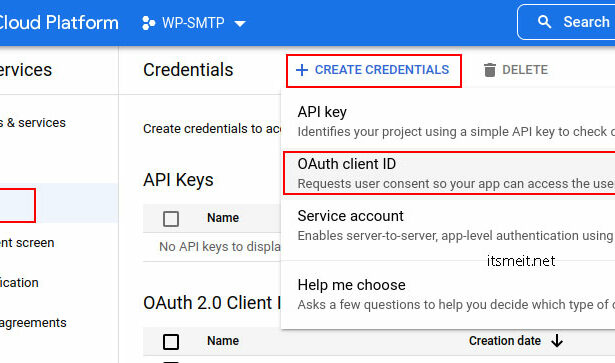 Cloud Platform WP-SMTP Search
ervices Credentials + CREATE CREDENTIALS DELETE
API key
s & services Identifies your project using a simple API key to check
Create credentials to acc
OAuth client ID
API Keys Requests user consent so your app can access the use
Name Service account
ent screen No API keys to displa Enables server-to-server, app-level authentication using
itsmeit.net
ication Help me choose
OAuth 2.0 Client I Asks a few questions to help you decide which type of
agreements
Name Creation date